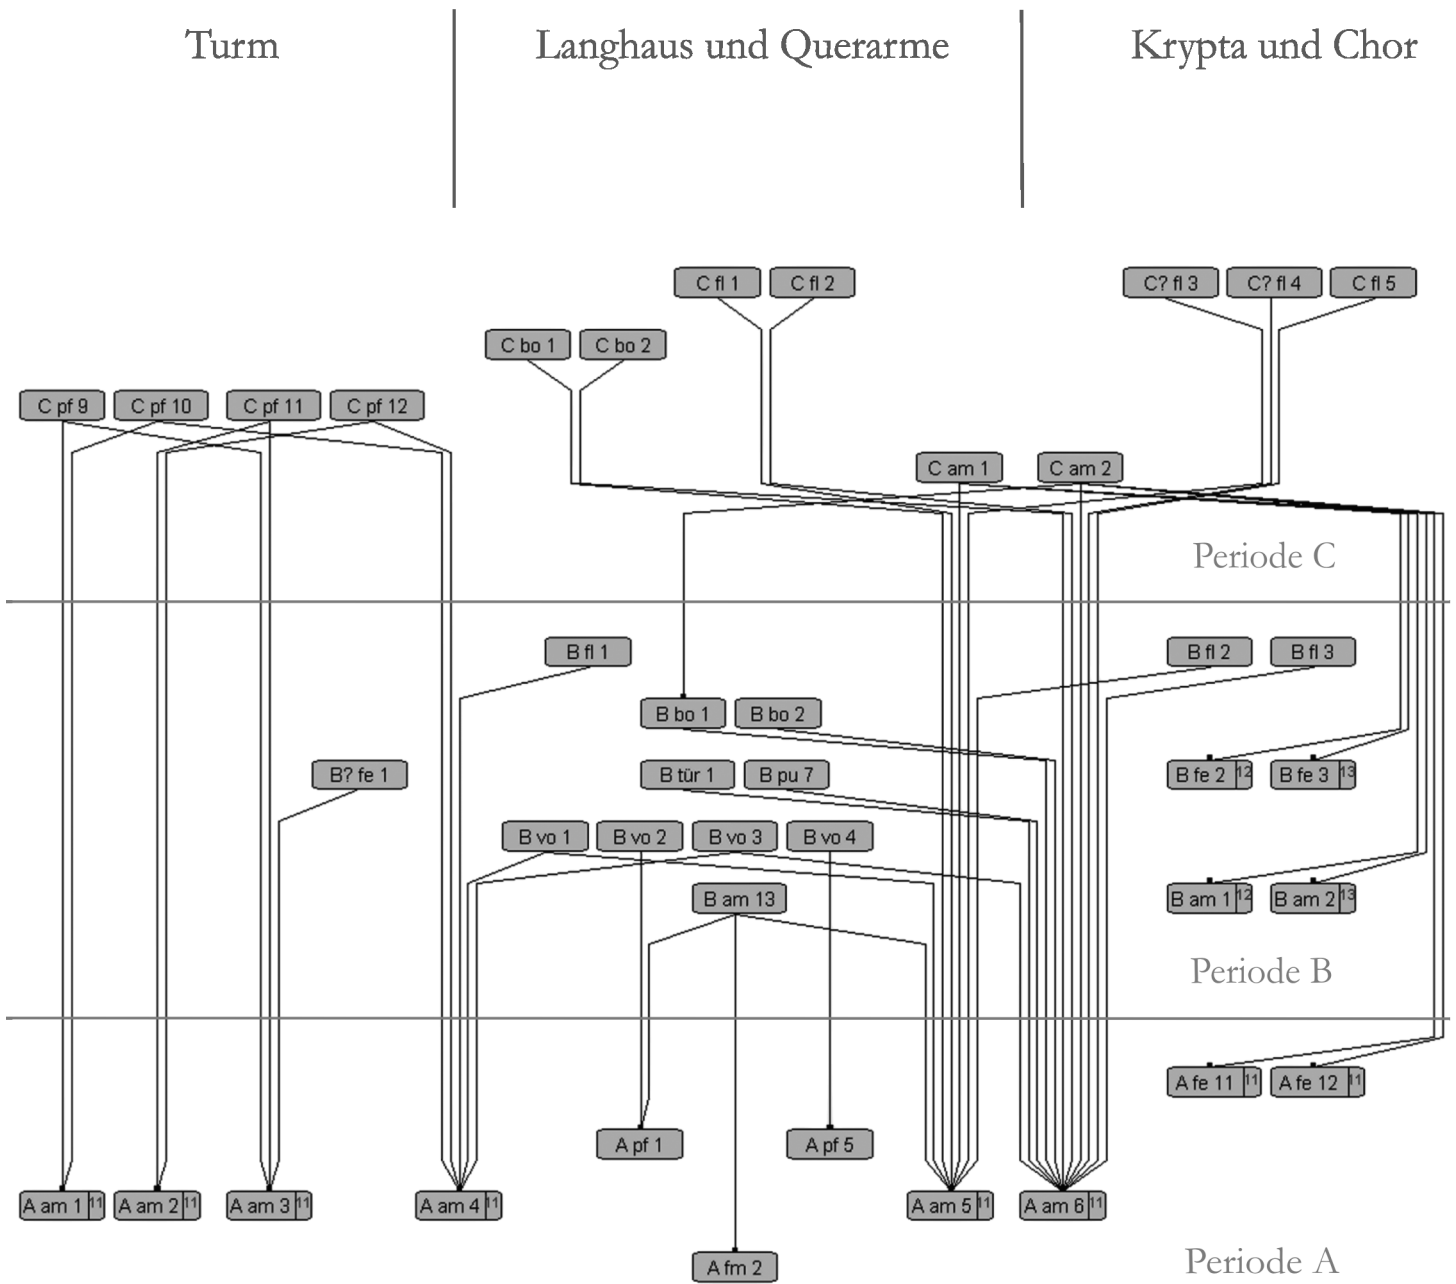 Turm
Langhaus und Querarme
Krypta und Chor
C fl 1
C fl 2
C? fl 3
C? fl 4
C fl 5
C bo 1
C bo 2
C pf 9
C pf 10
C pf 11
C pf 12
C am 1
C am 2
Periode C
B fl 1
B fl 2
B fl 3
B bo 1
B bo 2
B? fe 1
B tür 1
B pu 7
B fe 2 12
B fe 3 13
B vo 1
B vo 2
B vo 3
B vo 4
B am 13
B am 1 12
B am 2 13
Periode B
A fe 11 11
A fe 12 11
A pf 1
A pf 5
A am 1 11
A am 2 11
A am 3 11
A am 4 11
A am 5 11
A am 6 11
A fm 2
Periode A